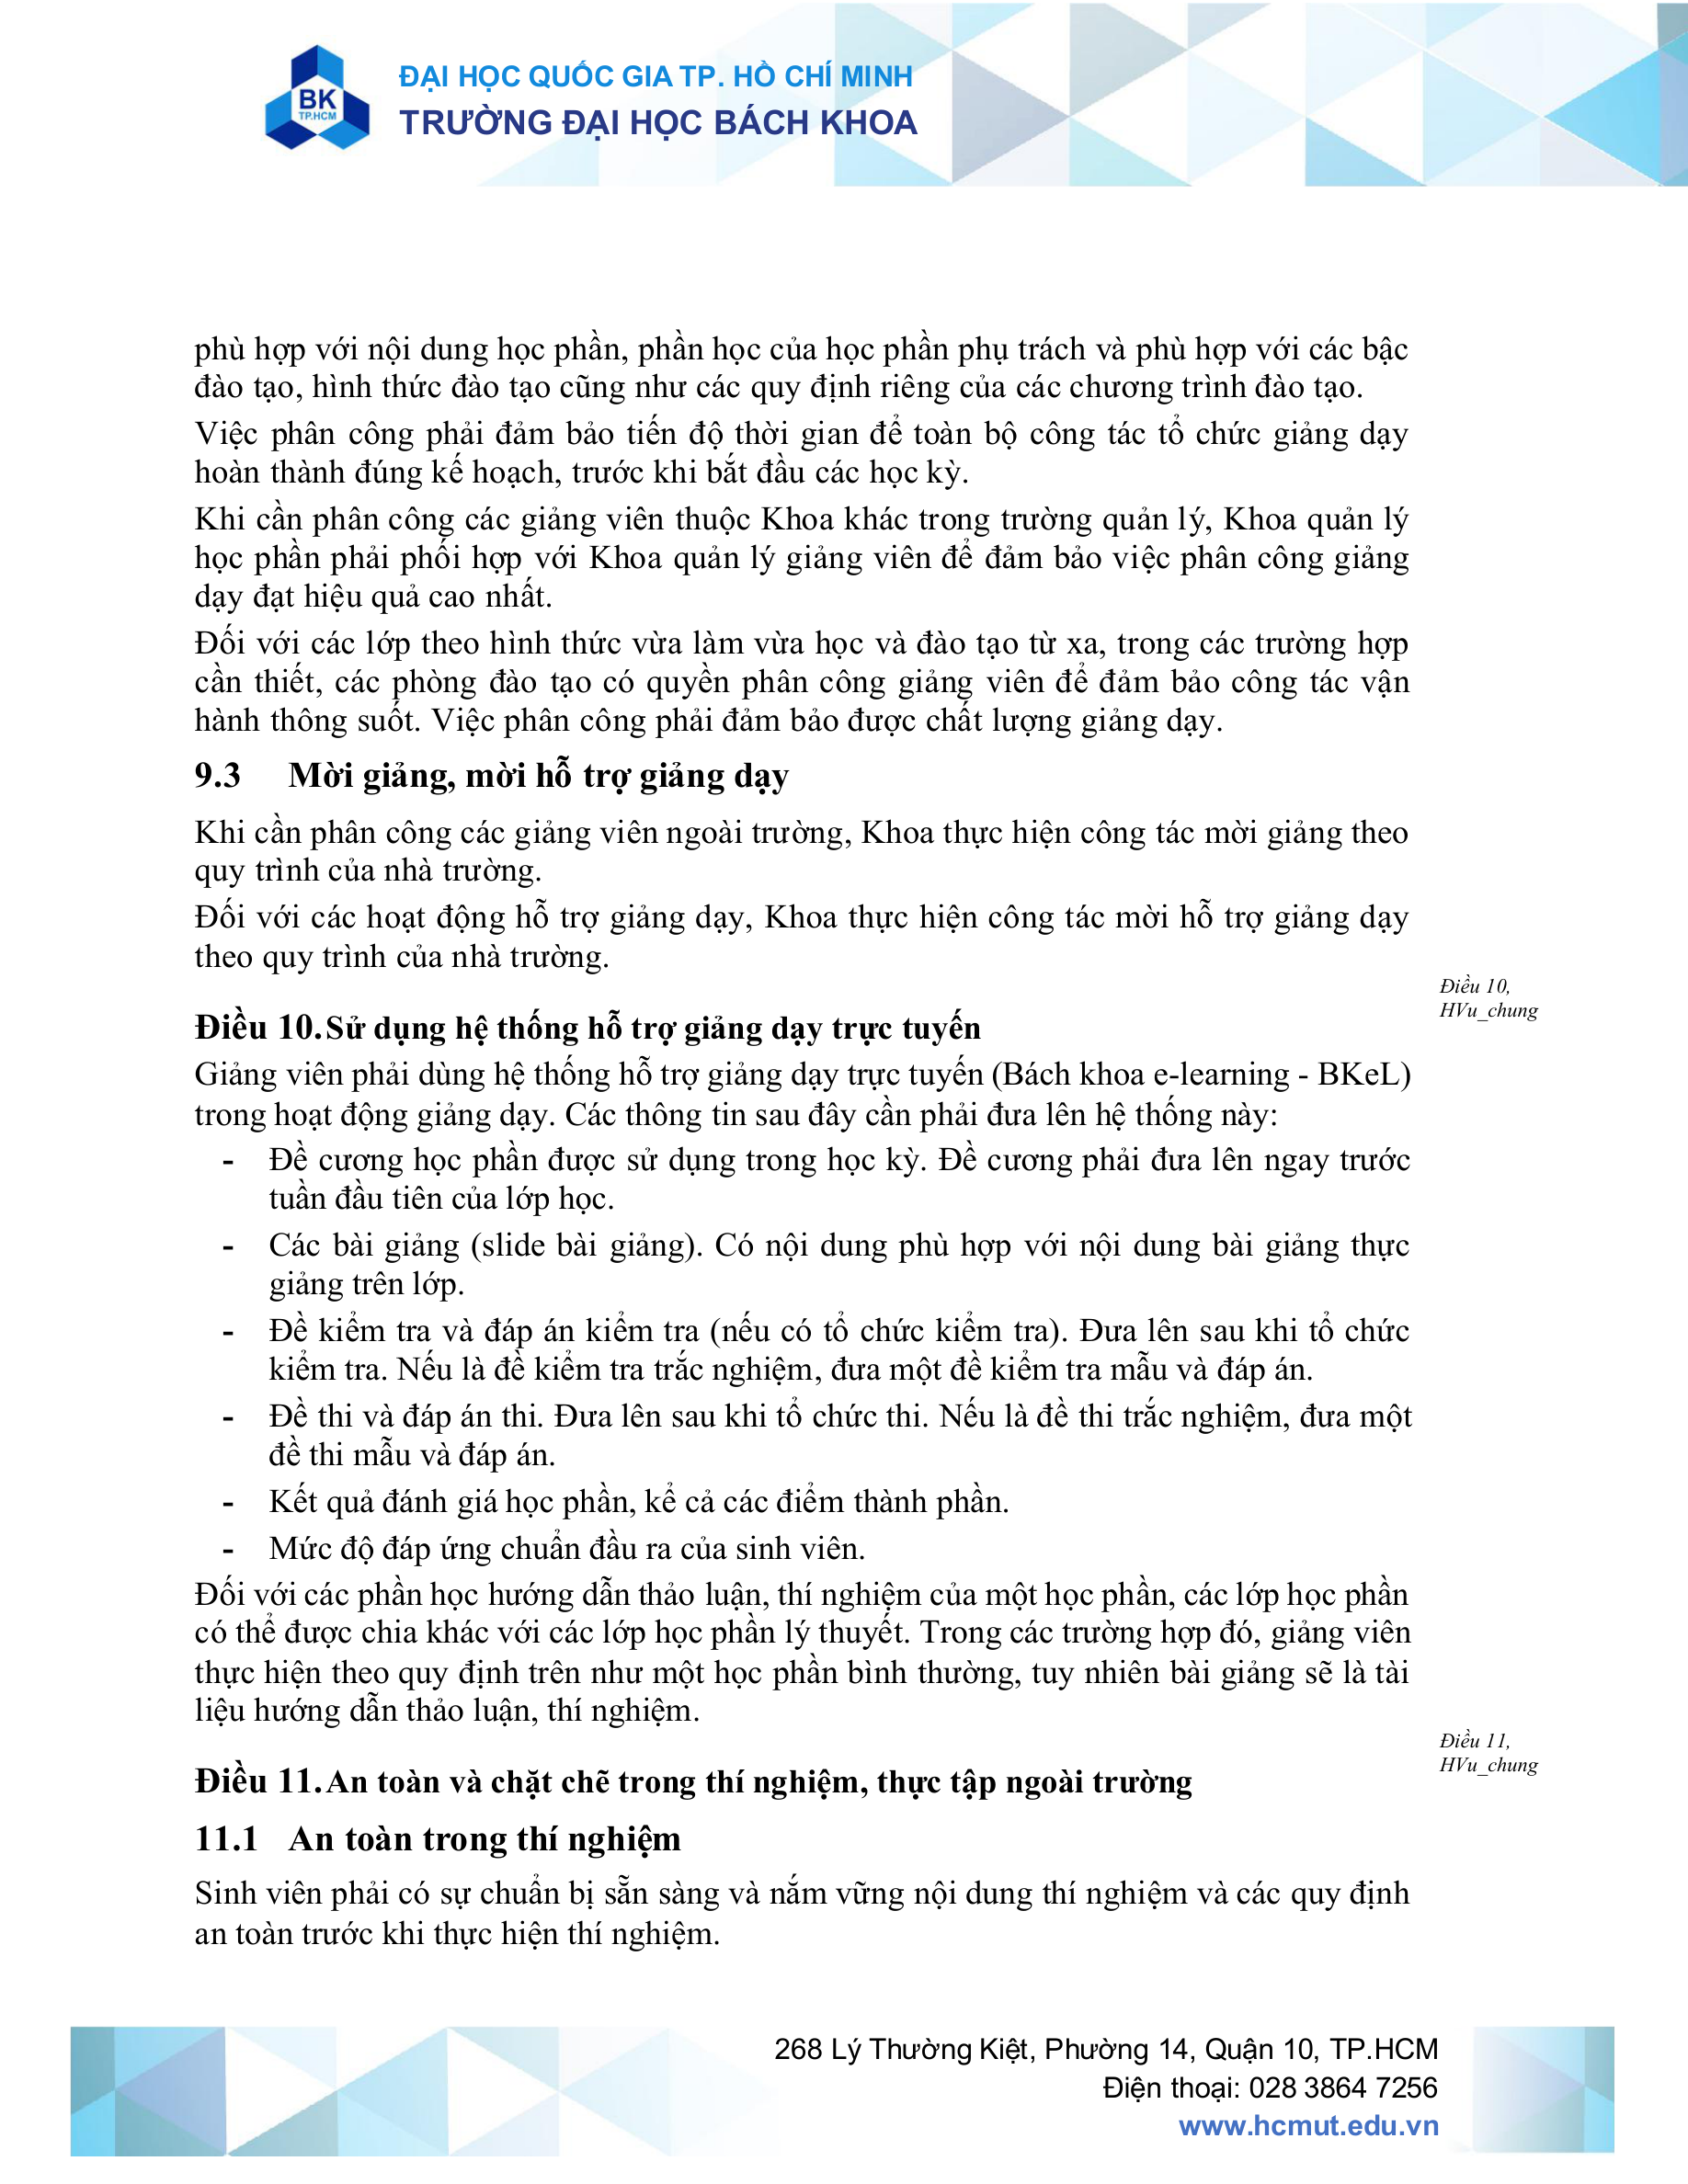 BK
TP.HCM
ĐẠI HỌC QUỐC GIA TP. HỒ CHÍ MINH
TRƯỜNG ĐẠI HỌC BÁCH KHOA
phù hợp với nội dung học phần, phần học của học phần phụ trách và phù hợp với các bậc
đào tạo, hình thức đào tạo cũng như các quy định riêng của các chương trình đào tạo.
Việc phân công phải đảm bảo tiến độ thời gian để toàn bộ công tác tổ chức giảng dạy
hoàn thành đúng kế hoạch, trước khi bắt đầu các học kỳ.
Khi cần phân công các giảng viên thuộc Khoa khác trong trường quản lý, Khoa quản lý
học phần phải phối hợp với Khoa quản lý giảng viên để đảm bảo việc phân công giảng
dạy đạt hiệu quả cao nhất.
Đối với các lớp theo hình thức vừa làm vừa học và đào tạo từ xa, trong các trường hợp
cần thiết, các phòng đào tạo có quyền phân công giảng viên để đảm bảo công tác vận
hành thông suốt. Việc phân công phải đảm bảo được chất lượng giảng dạy.
9.3 Mời giảng, mời hỗ trợ giảng dạy
Khi cần phân công các giảng viên ngoài trường, Khoa thực hiện công tác mời giảng theo
quy trình của nhà trường.
Đối với các hoạt động hỗ trợ giảng dạy, Khoa thực hiện công tác mời hỗ trợ giảng dạy
theo quy trình của nhà trường.
Điều 10,
HVu_chung
Điều 10. Sử dụng hệ thống hỗ trợ giảng dạy trực tuyến
Giảng viên phải dùng hệ thống hỗ trợ giảng dạy trực tuyến (Bách khoa e-learning - BKeL)
trong hoạt động giảng dạy. Các thông tin sau đây cần phải đưa lên hệ thống này:
- Đề cương học phần được sử dụng trong học kỳ. Đề cương phải đưa lên ngay trước
tuần đầu tiên của lớp học.
- Các bài giảng (slide bài giảng). Có nội dung phù hợp với nội dung bài giảng thực
giảng trên lớp.
- Đề kiểm tra và đáp án kiểm tra (nếu có tổ chức kiểm tra). Đưa lên sau khi tổ chức
kiểm tra. Nếu là đề kiểm tra trắc nghiệm, đưa một đề kiểm tra mẫu và đáp án.
- Đề thi và đáp án thi. Đưa lên sau khi tổ chức thi. Nếu là đề thi trắc nghiệm, đưa một
đề thi mẫu và đáp án.
- Kết quả đánh giá học phần, kể cả các điểm thành phần.
- Mức độ đáp ứng chuẩn đầu ra của sinh viên.
Đối với các phần học hướng dẫn thảo luận, thí nghiệm của một học phần, các lớp học phần
có thể được chia khác với các lớp học phần lý thuyết. Trong các trường hợp đó, giảng viên
thực hiện theo quy định trên như một học phần bình thường, tuy nhiên bài giảng sẽ là tài
liệu hướng dẫn thảo luận, thí nghiệm.
Điều 11,
HVu_chung
Điều 11. An toàn và chặt chẽ trong thí nghiệm, thực tập ngoài trường
11.1 An toàn trong thí nghiệm
Sinh viên phải có sự chuẩn bị sẵn sàng và nắm vững nội dung thí nghiệm và các quy định
an toàn trước khi thực hiện thí nghiệm.
268 Lý Thường Kiệt, Phường 14, Quận 10, TP.HCM
Điện thoại: 028 3864 7256
www.hcmut.edu.vn